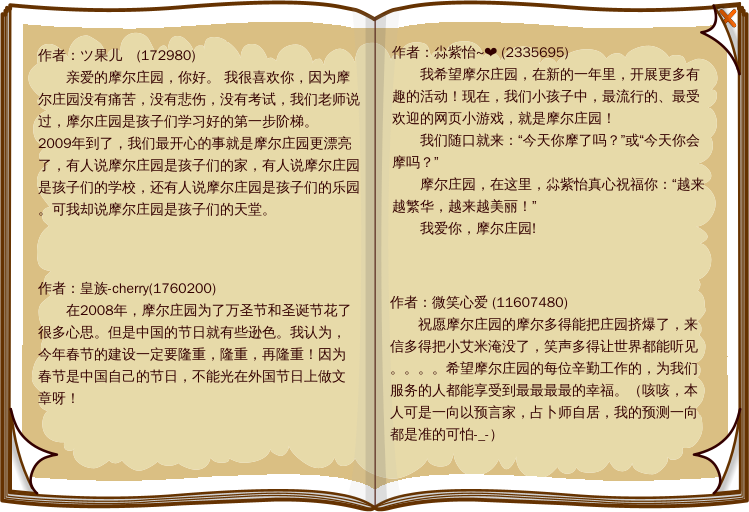 作者：ツ果儿 (172980)
亲爱的摩尔庄园，你好。 我很喜欢你，因为摩
尔庄园没有痛苦，没有悲伤，没有考试，我们老师说
过，摩尔庄园是孩子们学习好的第一步阶梯。
2009年到了，我们最开心的事就是摩尔庄园更漂亮
了，有人说摩尔庄园是孩子们的家，有人说摩尔庄园
是孩子们的学校，还有人说摩尔庄园是孩子们的乐园
。可我却说摩尔庄园是孩子们的天堂。
作者：皇族-cherry(1760200)
在2008年，摩尔庄园为了万圣节和圣诞节花了
很多心思。但是中国的节日就有些逊色。我认为，
今年春节的建设一定要隆重，隆重，再隆重！因为
春节是中国自己的节日，不能光在外国节日上做文
章呀！
作者：尛紫怡~❤ (2335695)
我希望摩尔庄园，在新的一年里，开展更多有
趣的活动！现在，我们小孩子中，最流行的、最受
欢迎的网页小游戏，就是摩尔庄园！
我们随口就来：“今天你摩了吗？”或“今天你会
摩吗？”
摩尔庄园，在这里，尛紫怡真心祝福你：“越来
越繁华，越来越美丽！”
我爱你，摩尔庄园!
作者：微笑心爱 (11607480)
祝愿摩尔庄园的摩尔多得能把庄园挤爆了，来
信多得把小艾米淹没了，笑声多得让世界都能听见
。。。。希望摩尔庄园的每位辛勤工作的，为我们
服务的人都能享受到最最最最的幸福。（咳咳，本
人可是一向以预言家，占卜师自居，我的预测一向
都是准的可怕-_-）